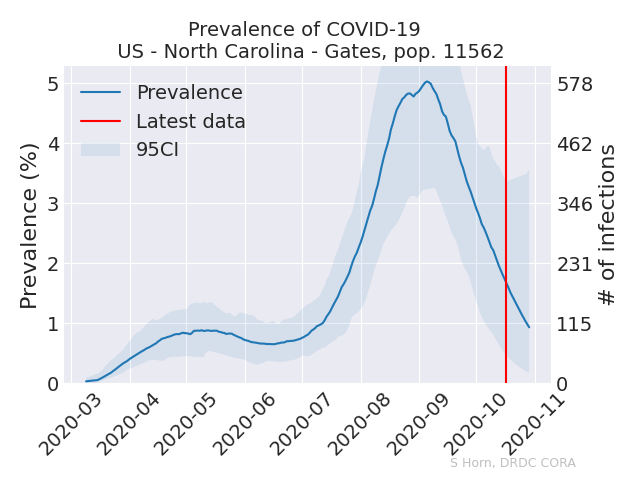 Prevalence of COVID-19
US - North Carolina - Gates, pop. 11562
Prevalence
Latest data
95CI
Prevalence (%)
5
4
3
2
1
0
578
462
346
231
115
0
# of infections
2020-03
2020-04
2020-05
2020-06
2020-07
2020-08
2020-09
2020-10
2020-11
S Horn, DRDC CORA